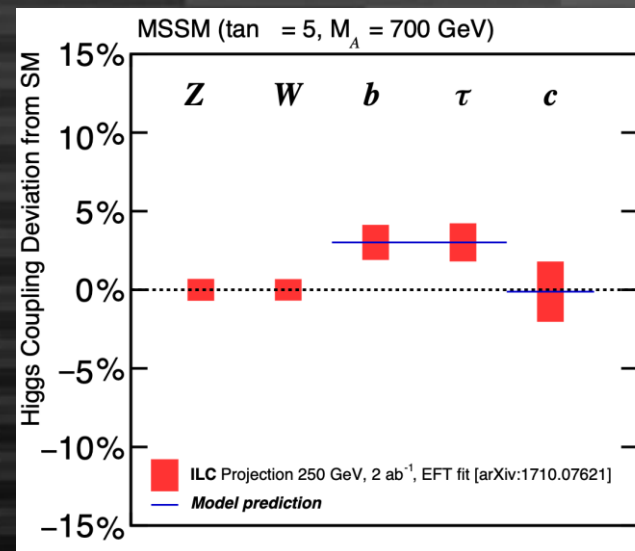 MSSM (tan = 5, M_A = 700 GeV)
Higgs Coupling Deviation from SM
15%
Z W b τ c
10%
5%
0%
−5%
−10%
ILC Projection 250 GeV, 2 ab⁻¹, EFT fit [arXiv:1710.07621]
Model prediction
−15%